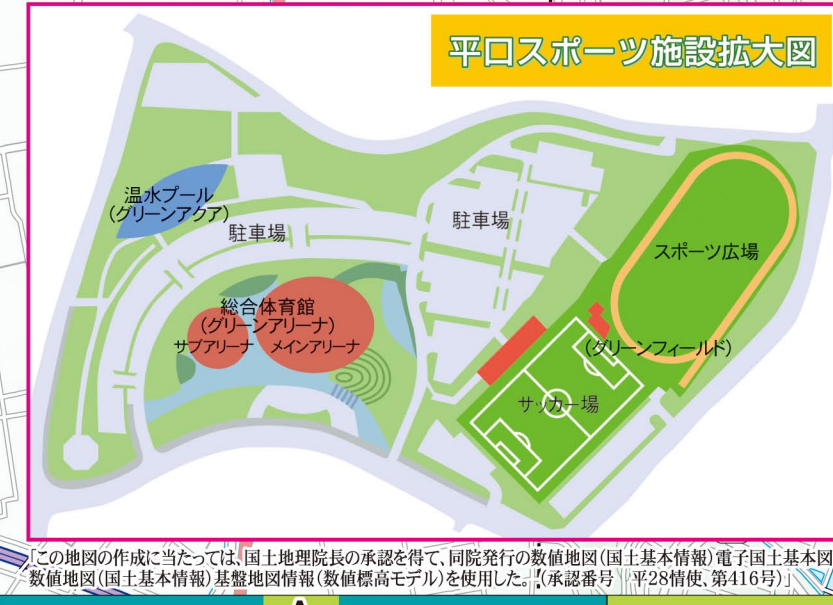 平口スポーツ施設拡大図
温水プール
(グリーンアクア)
駐車場
駐車場
スポーツ広場
総合体育館
(グリーンアリーナ)
サブアリーナ メインアリーナ
(グリーンフィールド)
サッカー場
「この地図の作成に当たっては、国土地理院長の承認を得て、同院発行の数値地図(国土基本情報)電子国土基本図
数値地図(国土基本情報)基盤地図情報(数値標高モデル)を使用した。(承認番号 平28情使、第416号)」